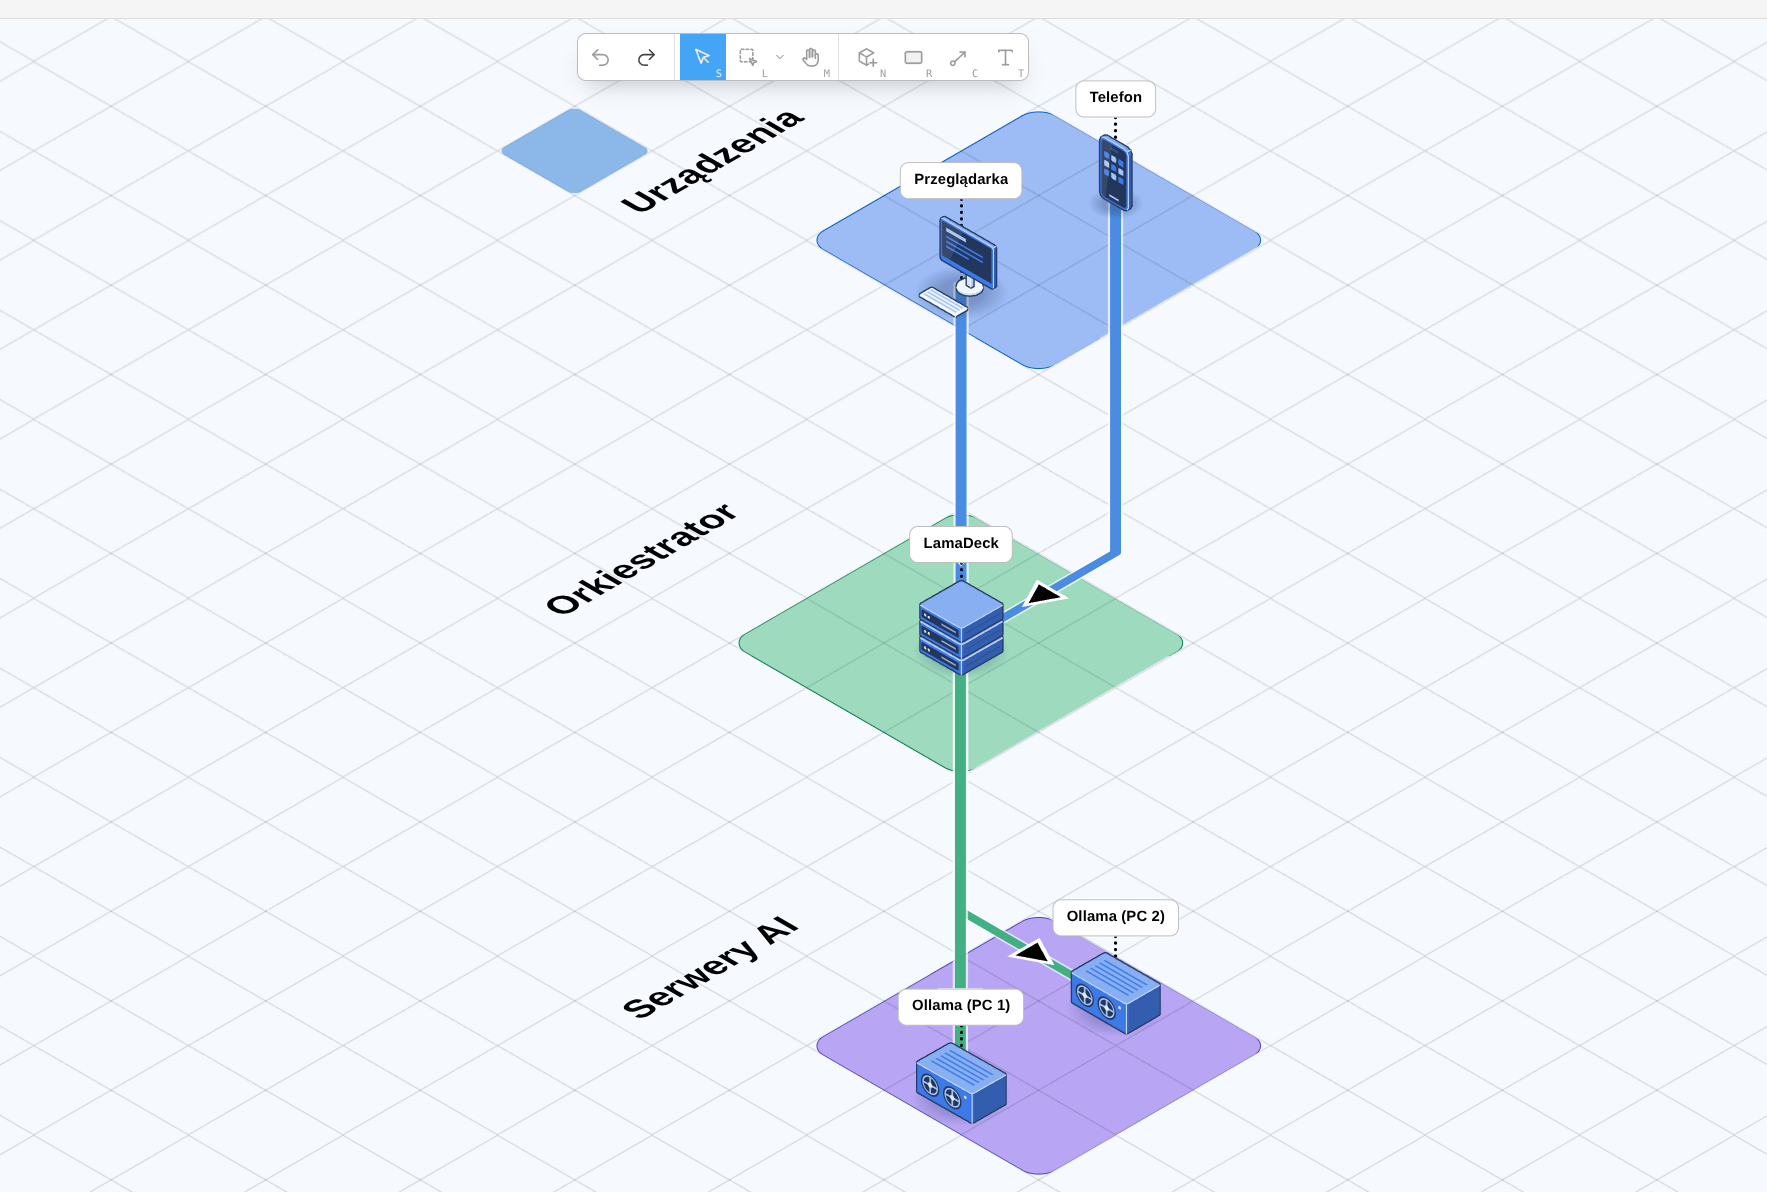 S
L
M
N
R
C
T
Telefon
Urządzenia
Przeglądarka
Orkiestrator
LamaDeck
Ollama (PC 2)
Serwery AI
Ollama (PC 1)